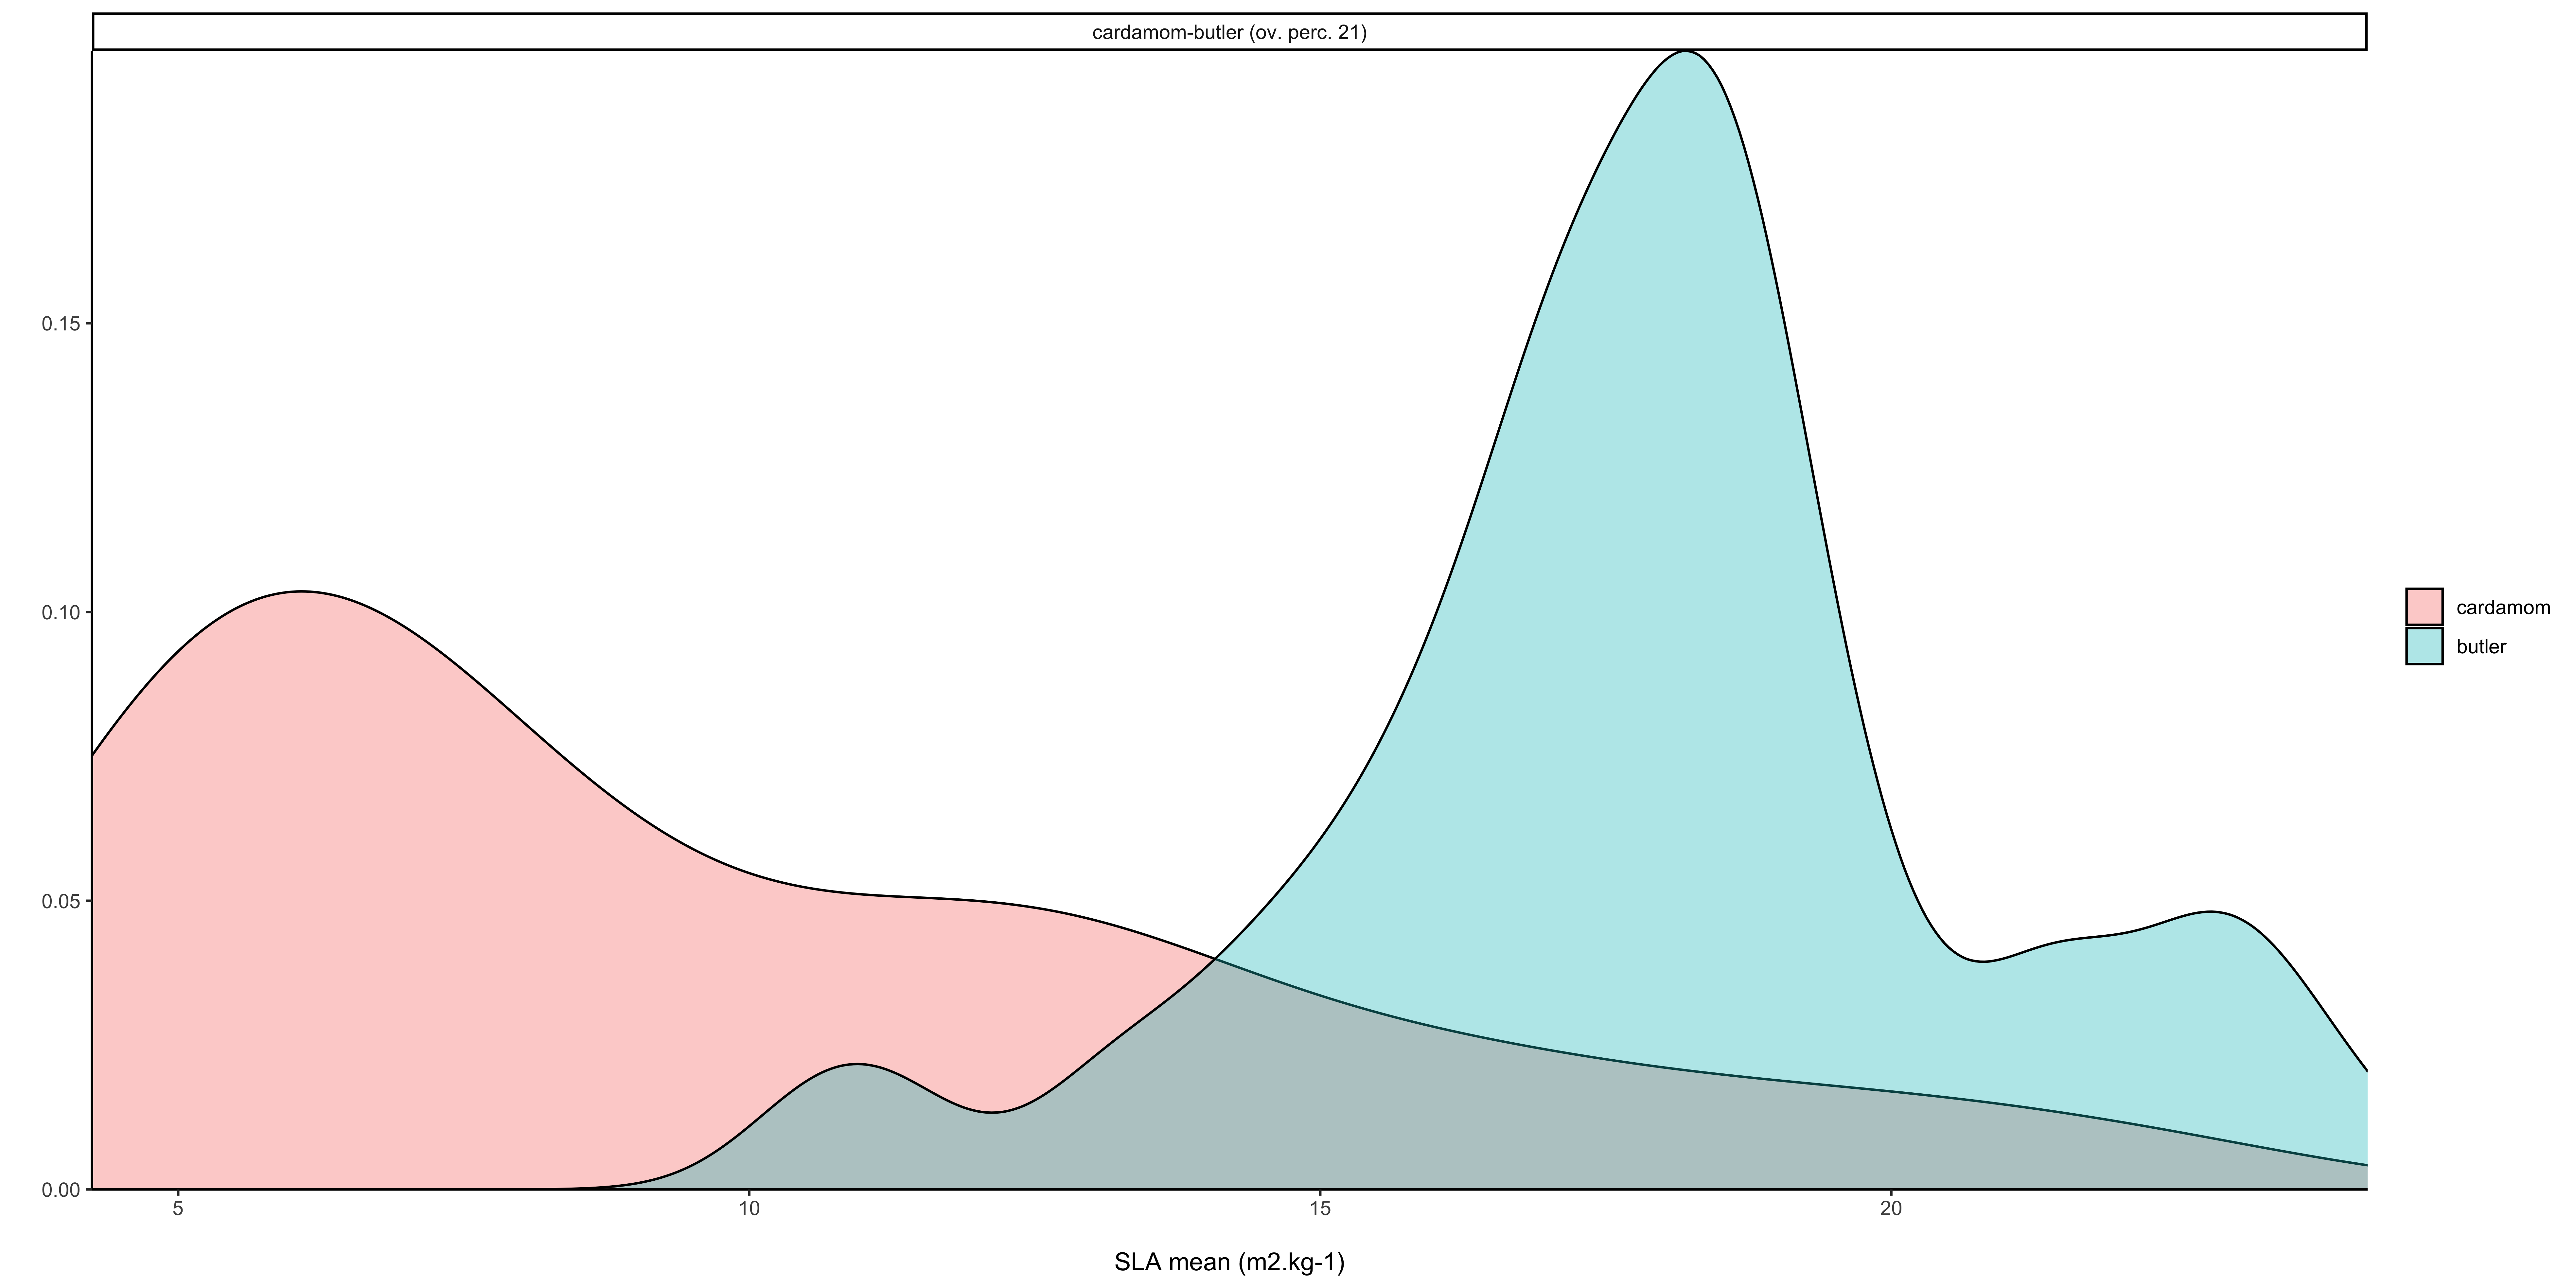 cardamom-butler (ov. perc. 21)
0.15
0.10
0.05
0.00
5
10
15
20
SLA mean (m2.kg-1)
cardamom
butler